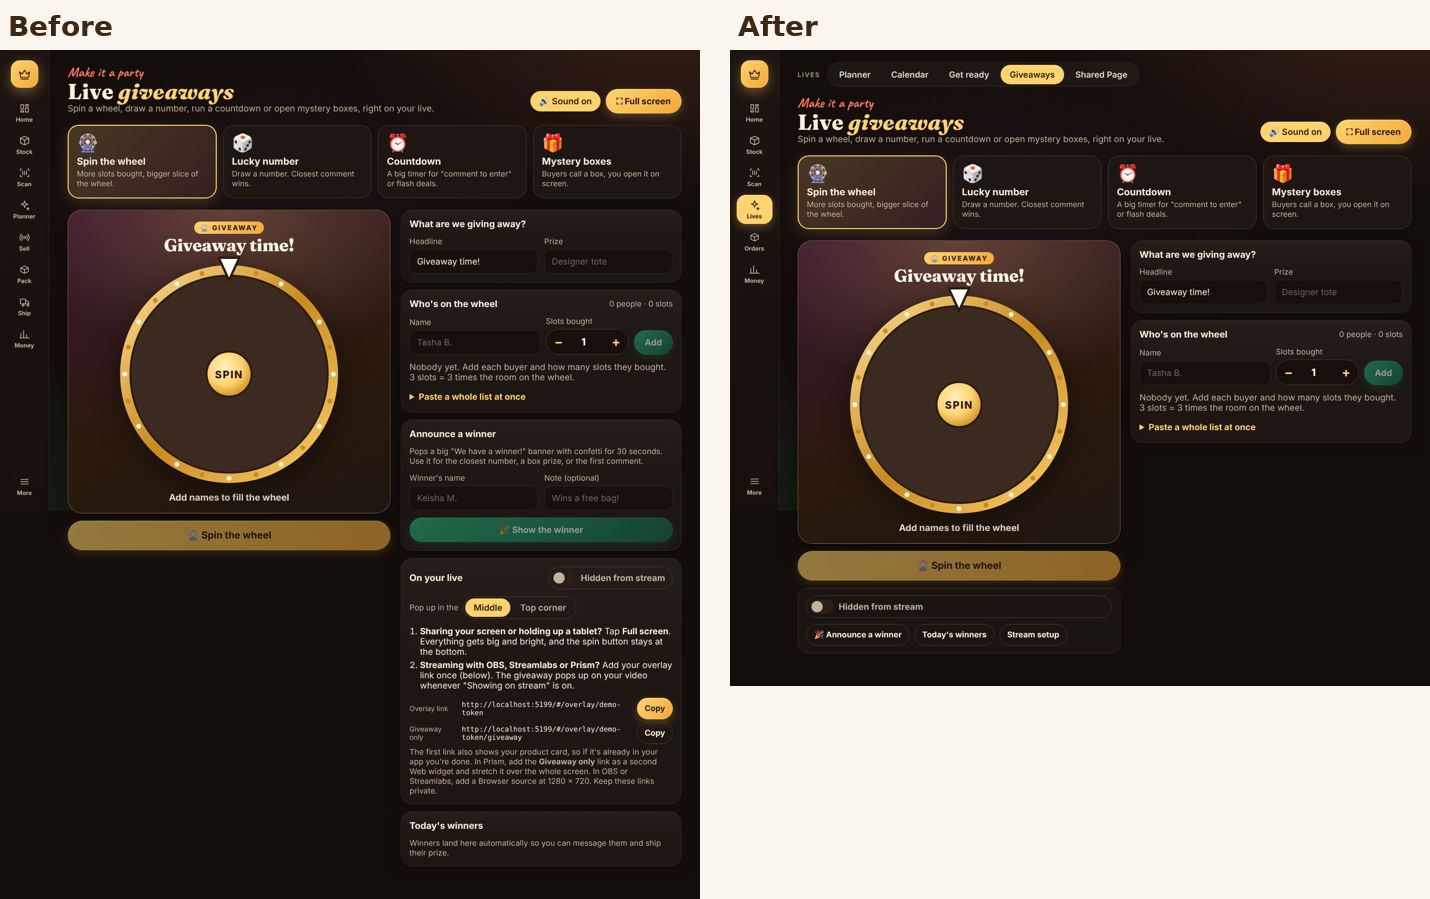 Before
Home
Stock
Scan
Planner
Sell
Pack
Ship
Money
More
Make it a party
Live giveaways
Spin a wheel, draw a number, run a countdown or open mystery boxes, right on your live.
🔊 Sound on
⛶ Full screen
Spin the wheel
More slots bought, bigger slice of
the wheel.
Lucky number
Draw a number. Closest comment
wins.
Countdown
A big timer for "comment to enter"
or flash deals.
Mystery boxes
Buyers call a box, you open it on
screen.
GIVEAWAY
Giveaway time!
SPIN
Add names to fill the wheel
Spin the wheel
What are we giving away?
Headline
Prize
Giveaway time!
Designer tote
Who's on the wheel
0 people · 0 slots
Name
Slots bought
Tasha B.
− 1 +
Add
Nobody yet. Add each buyer and how many slots they bought.
3 slots = 3 times the room on the wheel.
▶ Paste a whole list at once
Announce a winner
Pops a big "We have a winner!" banner with confetti for 30 seconds.
Use it for the closest number, a box prize, or the first comment.
Winner's name
Note (optional)
Keisha M.
Wins a free bag!
🎉 Show the winner
On your live
Hidden from stream
Pop up in the
Middle
Top corner
1. Sharing your screen or holding up a tablet? Tap Full screen.
Everything gets big and bright, and the spin button stays at
the bottom.
2. Streaming with OBS, Streamlabs or Prism? Add your overlay
link once (below). The giveaway pops up on your video
whenever "Showing on stream" is on.
Overlay link
http://localhost:5199/#/overlay/demo-
token
Copy
Giveaway
only
http://localhost:5199/#/overlay/demo-
token/giveaway
Copy
The first link also shows your product card, so if it's already in your
app you're done. In Prism, add the Giveaway only link as a second
Web widget and stretch it over the whole screen. In OBS or
Streamlabs, add a Browser source at 1280 × 720. Keep these links
private.
Today's winners
Winners land here automatically so you can message them and ship
their prize.
After
Home
Stock
Scan
Lives
Orders
Money
More
LIVES
Planner
Calendar
Get ready
Giveaways
Shared Page
Make it a party
Live giveaways
Spin a wheel, draw a number, run a countdown or open mystery boxes, right on your live.
🔊 Sound on
⛶ Full screen
Spin the wheel
More slots bought, bigger slice of
the wheel.
Lucky number
Draw a number. Closest comment
wins.
Countdown
A big timer for "comment to enter"
or flash deals.
Mystery boxes
Buyers call a box, you open it on
screen.
GIVEAWAY
Giveaway time!
SPIN
Add names to fill the wheel
Spin the wheel
Hidden from stream
🎉 Announce a winner
Today's winners
Stream setup
What are we giving away?
Headline
Prize
Giveaway time!
Designer tote
Who's on the wheel
0 people · 0 slots
Name
Slots bought
Tasha B.
− 1 +
Add
Nobody yet. Add each buyer and how many slots they bought.
3 slots = 3 times the room on the wheel.
▶ Paste a whole list at once